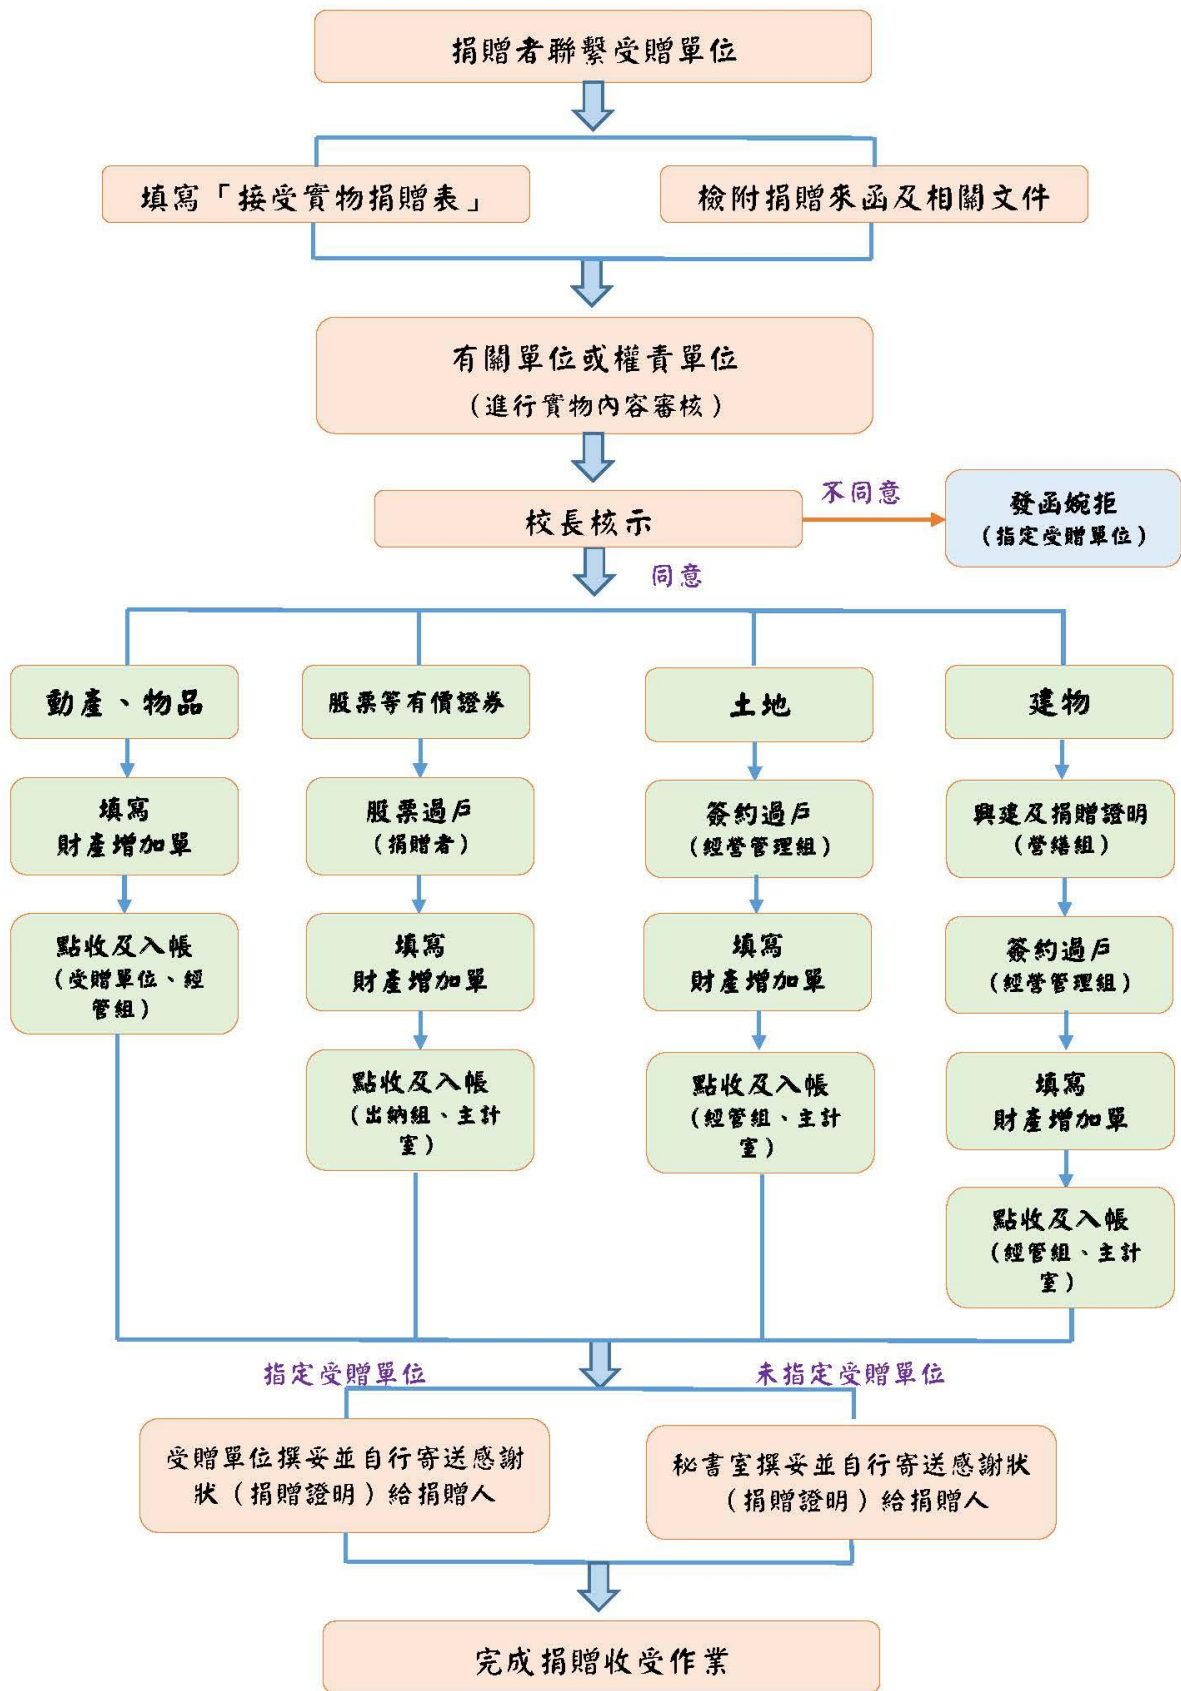 捐贈者聯繫受贈單位
填寫「接受實物捐贈表」
檢附捐贈來函及相關文件
有關單位或權責單位
（進行實物內容審核）
校長核示
不同意
發函婉拒
（指定受贈單位）
同意
動產、物品
填寫
財產增加單
點收及入帳
（受贈單位、經
管組）
股票等有價證券
股票過戶
（捐贈者）
填寫
財產增加單
點收及入帳
（出納組、主計
室）
土地
簽約過戶
（經營管理組）
填寫
財產增加單
點收及入帳
（經管組、主計
室）
建物
興建及捐贈證明
（營繕組）
簽約過戶
（經營管理組）
填寫
財產增加單
點收及入帳
（經管組、主計
室）
指定受贈單位
未指定受贈單位
受贈單位撰妥並自行寄送感謝
狀（捐贈證明）給捐贈人
秘書室撰妥並自行寄送感謝狀
（捐贈證明）給捐贈人
完成捐贈收受作業